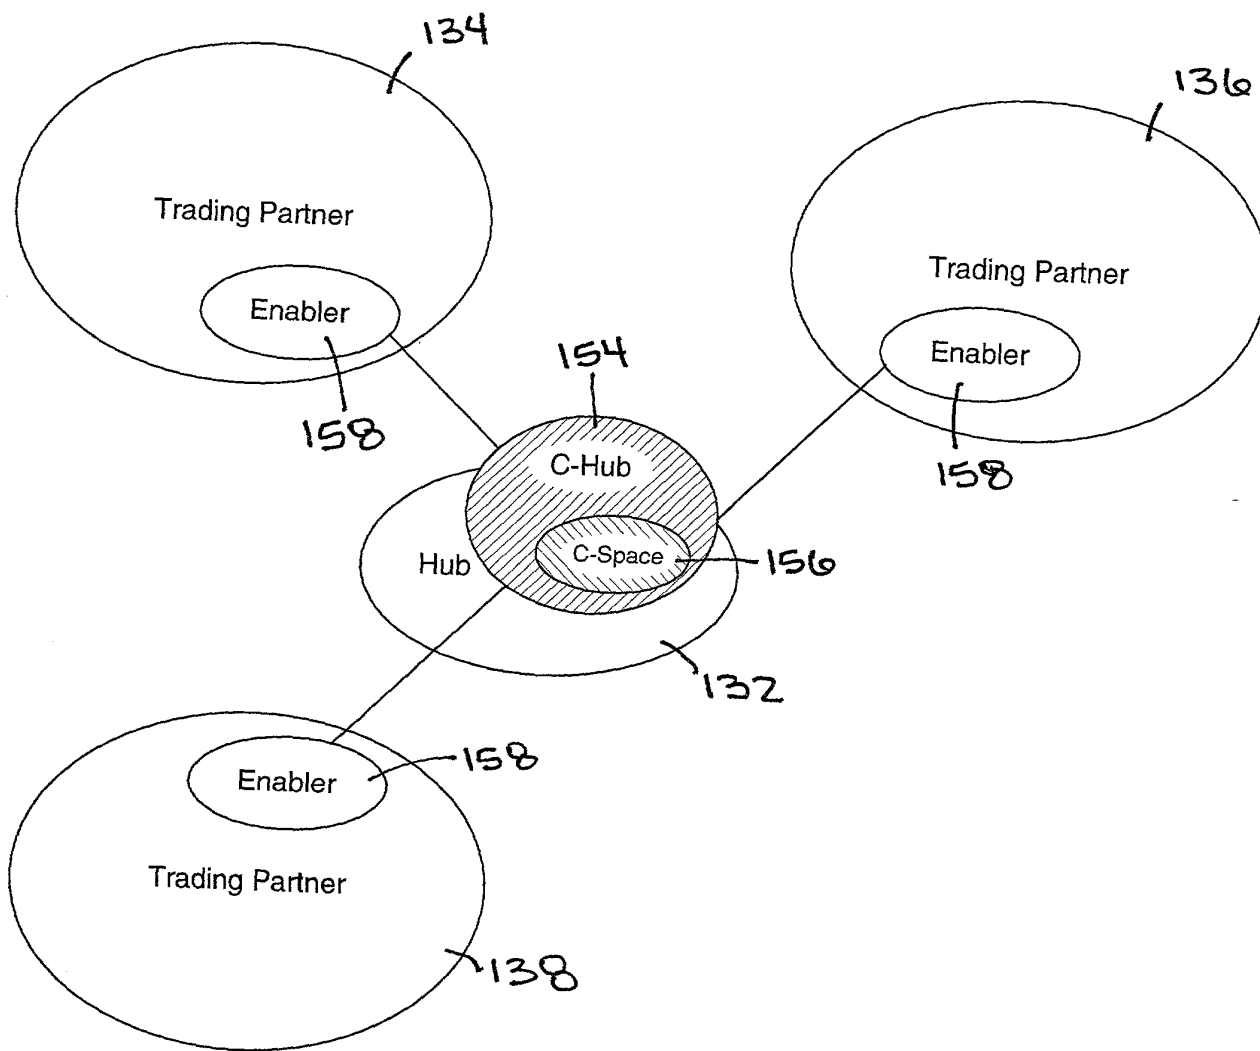 134
136
Trading Partner
Trading Partner
Enabler
Enabler
154
158
C-Hub
158
Hub
C-Space
156
132
158
Enabler
Trading Partner
138